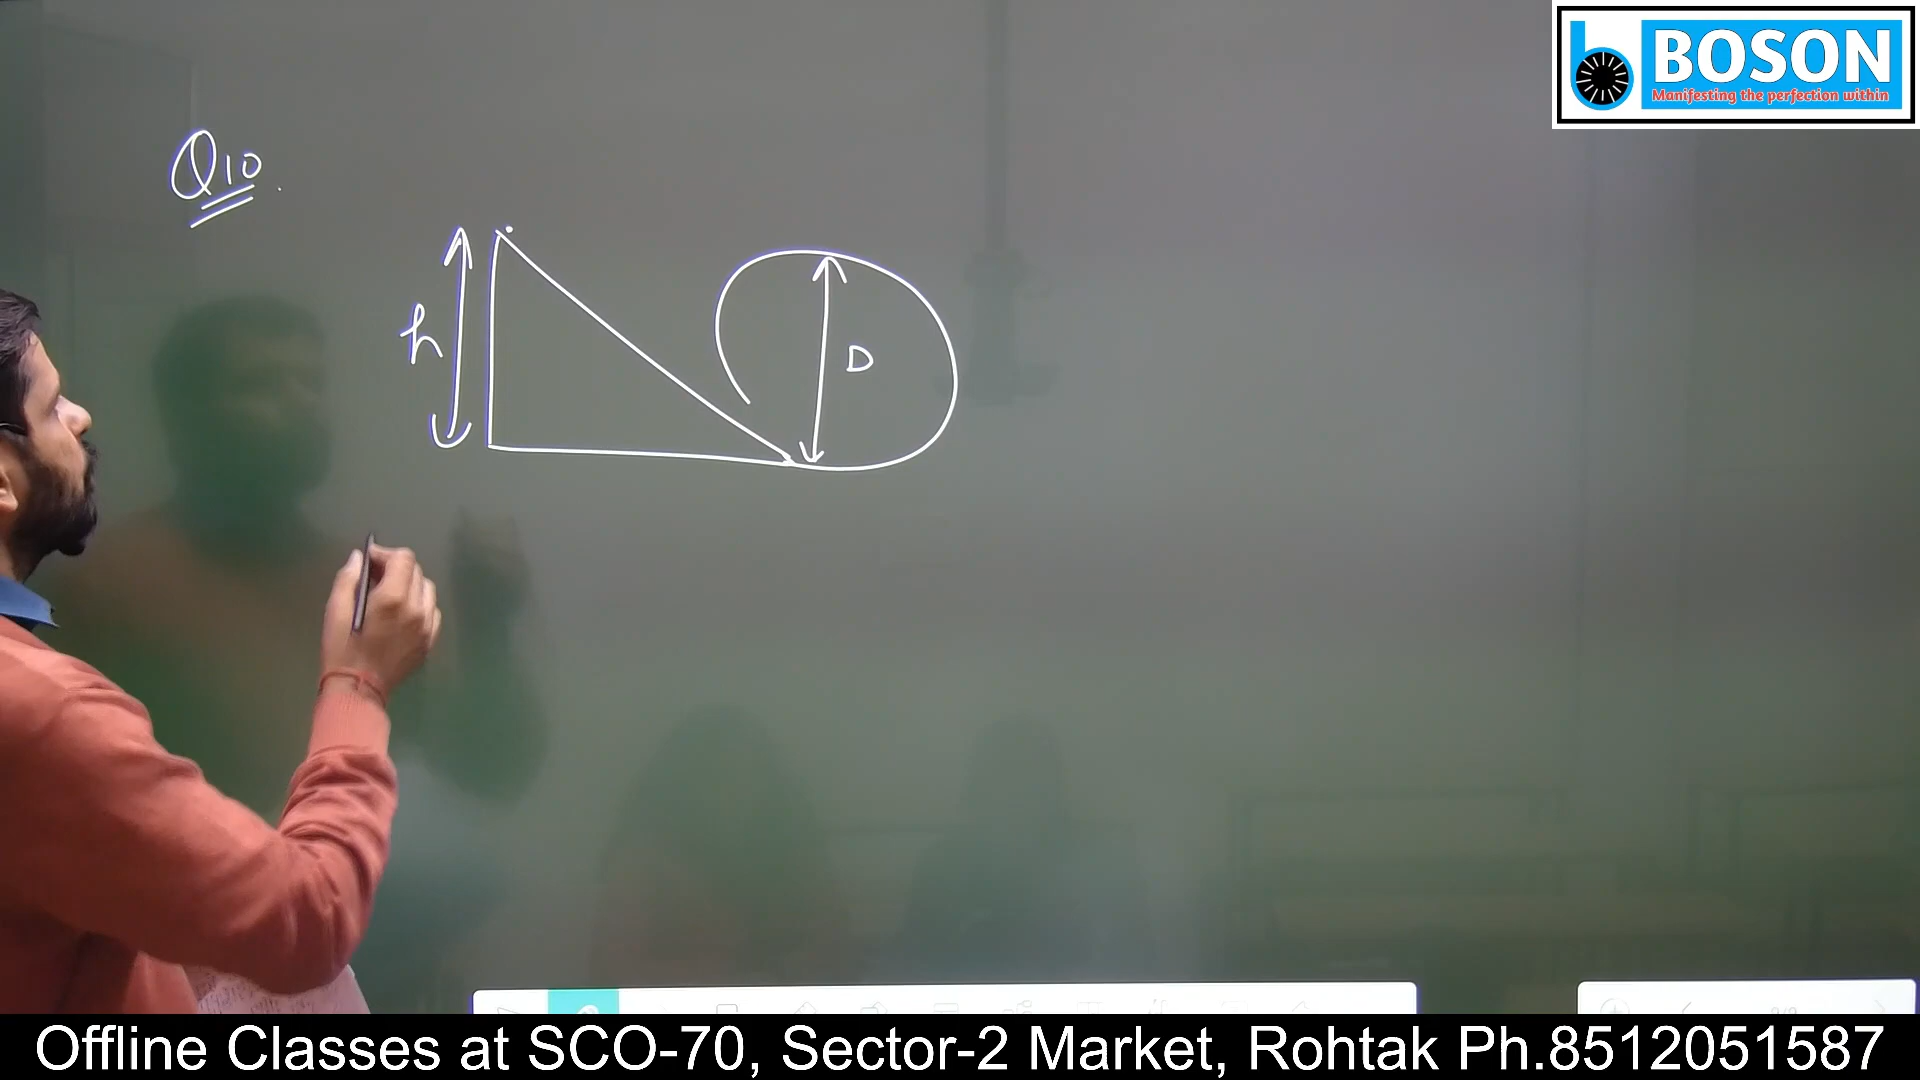 BOSON
Manifesting the perfection within
Q10.
h
D
Offline Classes at SCO-70, Sector-2 Market, Rohtak Ph.8512051587